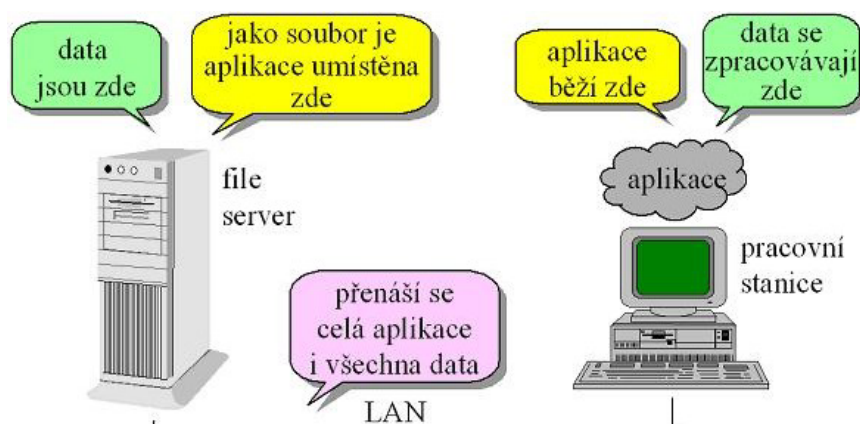 data
jsou zde
jako soubor je
aplikace umístěna
zde
aplikace
běží zde
data se
zpracovávají
zde
file
server
aplikace
pracovní
stanice
přenáší se
celá aplikace
i všechna data
LAN